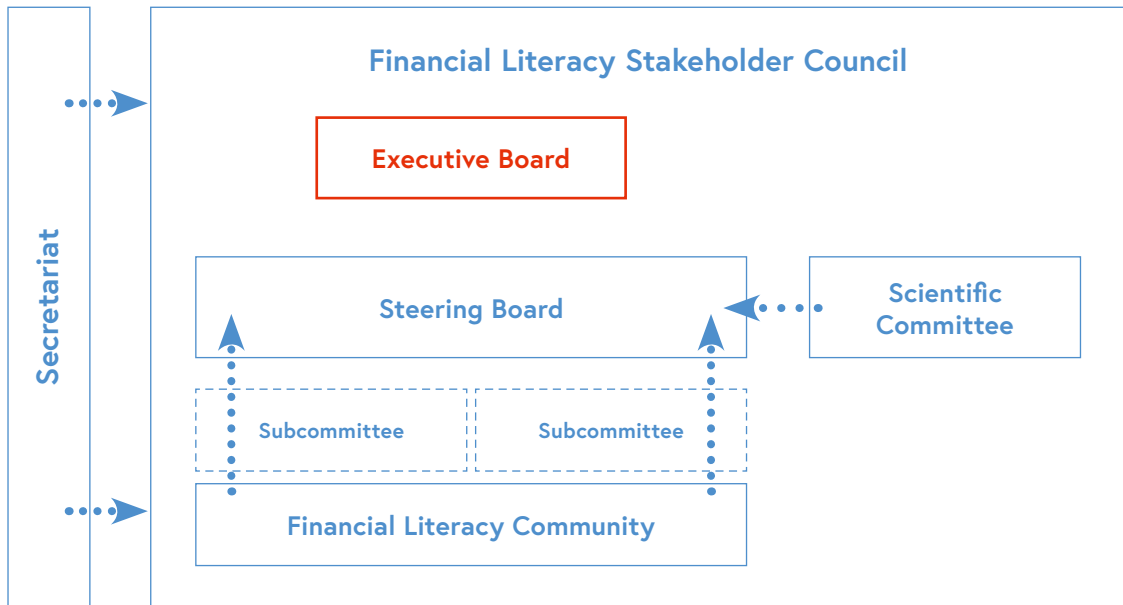 Secretariat
Financial Literacy Stakeholder Council
Executive Board
Steering Board
Scientific
Committee
Subcommittee
Subcommittee
Financial Literacy Community